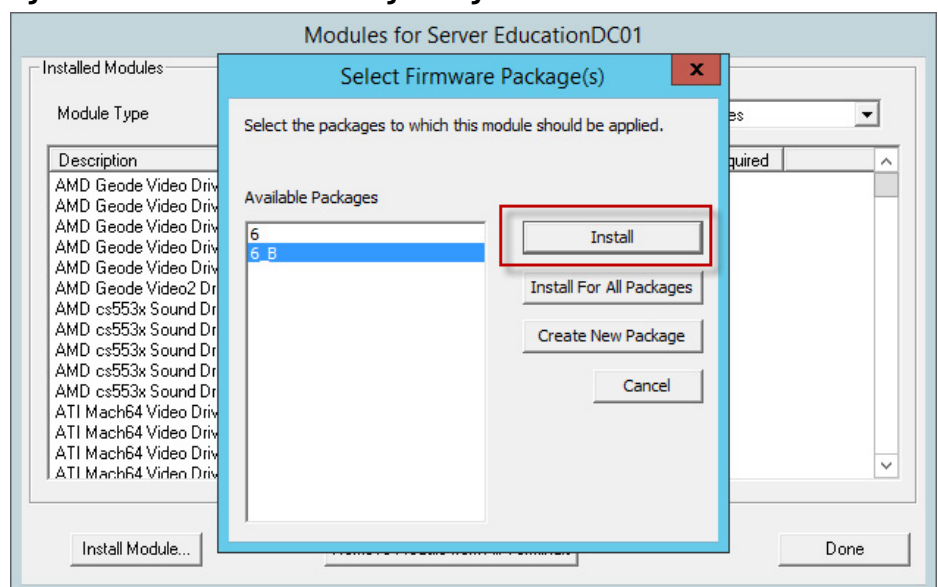 Modules for Server EducationDC01
Installed Modules
Select Firmware Package(s)
x
Module Type
Select the packages to which this module should be applied.
es
Description
quired
AMD Geode Video Driv
AMD Geode Video Driv
AMD Geode Video Driv
AMD Geode Video Driv
AMD Geode Video Driv
AMD Geode Video2 Dr
AMD cs553x Sound Dr
AMD cs553x Sound Dr
AMD cs553x Sound Dr
AMD cs553x Sound Dr
AMD cs553x Sound Dr
ATI Mach64 Video Driv
ATI Mach64 Video Driv
ATI Mach64 Video Driv
ATI Mach64 Video Driv
Available Packages
6
6_B
Install
Install For All Packages
Create New Package
Cancel
Install Module...
Done